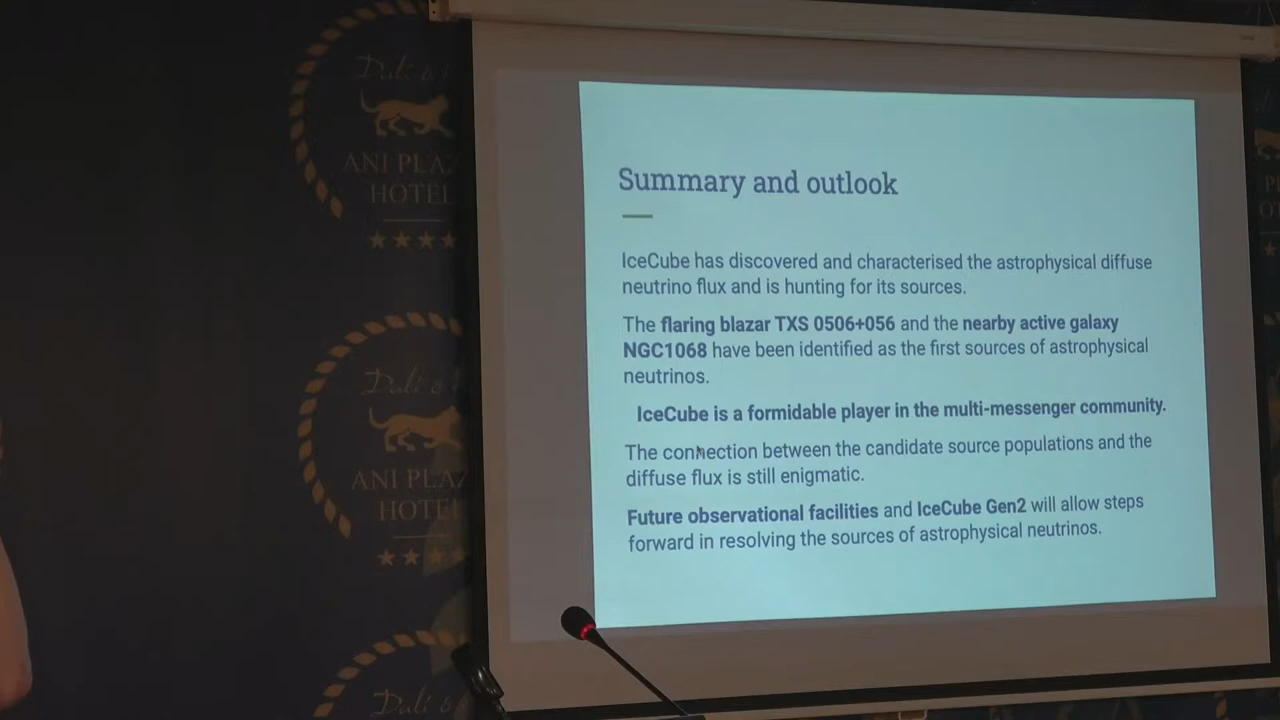 Summary and outlook
IceCube has discovered and characterised the astrophysical diffuse
neutrino flux and is hunting for its sources.
The flaring blazar TXS 0506+056 and the nearby active galaxy
NGC1068 have been identified as the first sources of astrophysical
neutrinos.
IceCube is a formidable player in the multi-messenger community.
The connection between the candidate source populations and the
diffuse flux is still enigmatic.
Future observational facilities and IceCube Gen2 will allow steps
forward in resolving the sources of astrophysical neutrinos.
ANI PLAZ
HOTEL
ANI PLAZ
HOTEL